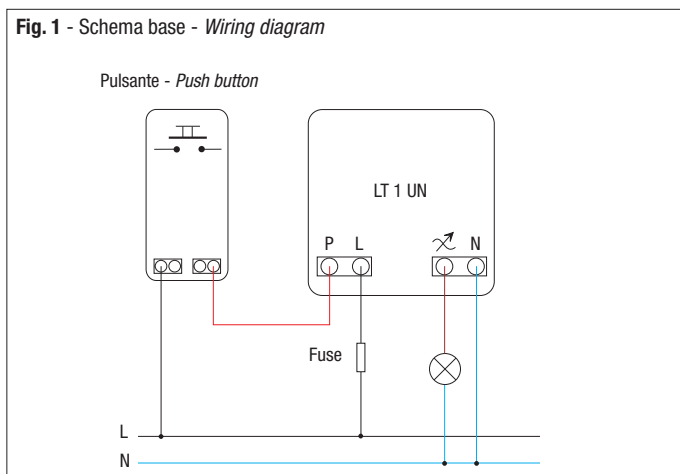 Fig. 1 - Schema base - Wiring diagram
Pulsante - Push button
LT 1 UN
P L N
Fuse
L
N